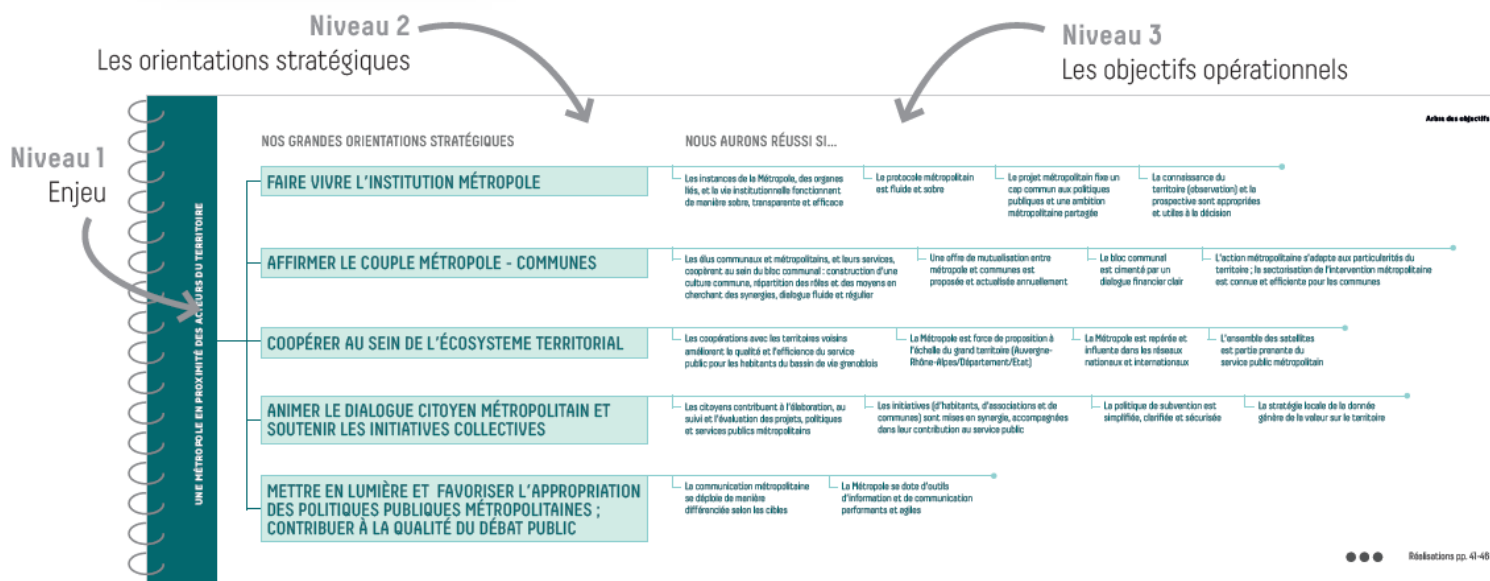 Niveau 2
Les orientations stratégiques
Niveau 3
Les objectifs opérationnels
Niveau 1
Enjeu
Arbre des objectifs
UNE MÉTROPOLE EN PROXIMITÉ DES ACTEURS DU TERRITOIRE
NOS GRANDES ORIENTATIONS STRATÉGIQUES
NOUS AURONS RÉUSSI SI...
FAIRE VIVRE L'INSTITUTION MÉTROPOLE
Les instances de la Métropole, des organes
liés, et la vie institutionnelle fonctionnent
de manière sobre, transparente et efficace
Le protocole métropolitain
est fluide et sobre
Le projet métropolitain fixe un
cap commun aux politiques
publiques et une ambition
métropolitaine partagée
La connaissance du
territoire (observation) et la
prospective sont appropriées
et utiles à la décision
AFFIRMER LE COUPLE MÉTROPOLE - COMMUNES
Les élus communaux et métropolitains, et leurs services,
coopèrent au sein du bloc communal : construction d'une
culture commune, répartition des rôles et des moyens en
cherchant des synergies, dialogue fluide et régulier
Une offre de mutualisation entre
métropole et communes est
proposée et actualisée annuellement
Le bloc communal
est cimenté par un
dialogue financier clair
L'action métropolitaine s'adapte aux particularités du
territoire ; la sectorisation de l'intervention métropolitaine
est connue et efficiente pour les communes
COOPÉRER AU SEIN DE L'ÉCOSYSTEME TERRITORIAL
Les coopérations avec les territoires voisins
améliorent la qualité et l'efficience du service
public pour les habitants du bassin de vie grenoblois
La Métropole est force de proposition à
l'échelle du grand territoire (Auvergne-
Rhône-Alpes/Département/Etat)
La Métropole est repérée et
influente dans les réseaux
nationaux et internationaux
L'ensemble des satellites
est partie prenante du
service public métropolitain
ANIMER LE DIALOGUE CITOYEN MÉTROPOLITAIN ET
SOUTENIR LES INITIATIVES COLLECTIVES
Les citoyens contribuent à l'élaboration, au
suivi et l'évaluation des projets, politiques
et services publics métropolitains
Les initiatives (d'habitants, d'associations et de
communes) sont mises en synergie, accompagnées
dans leur contribution au service public
La politique de subvention est
simplifiée, clarifiée et sécurisée
La stratégie locale de la donnée
génère de la valeur sur le territoire
METTRE EN LUMIÈRE ET FAVORISER L'APPROPRIATION
DES POLITIQUES PUBLIQUES MÉTROPOLITAINES ;
CONTRIBUER À LA QUALITÉ DU DÉBAT PUBLIC
La communication métropolitaine
se déploie de manière
différenciée selon les cibles
La Métropole se dote d'outils
d'information et de communication
performants et agiles
Réalisations pp. 41-46